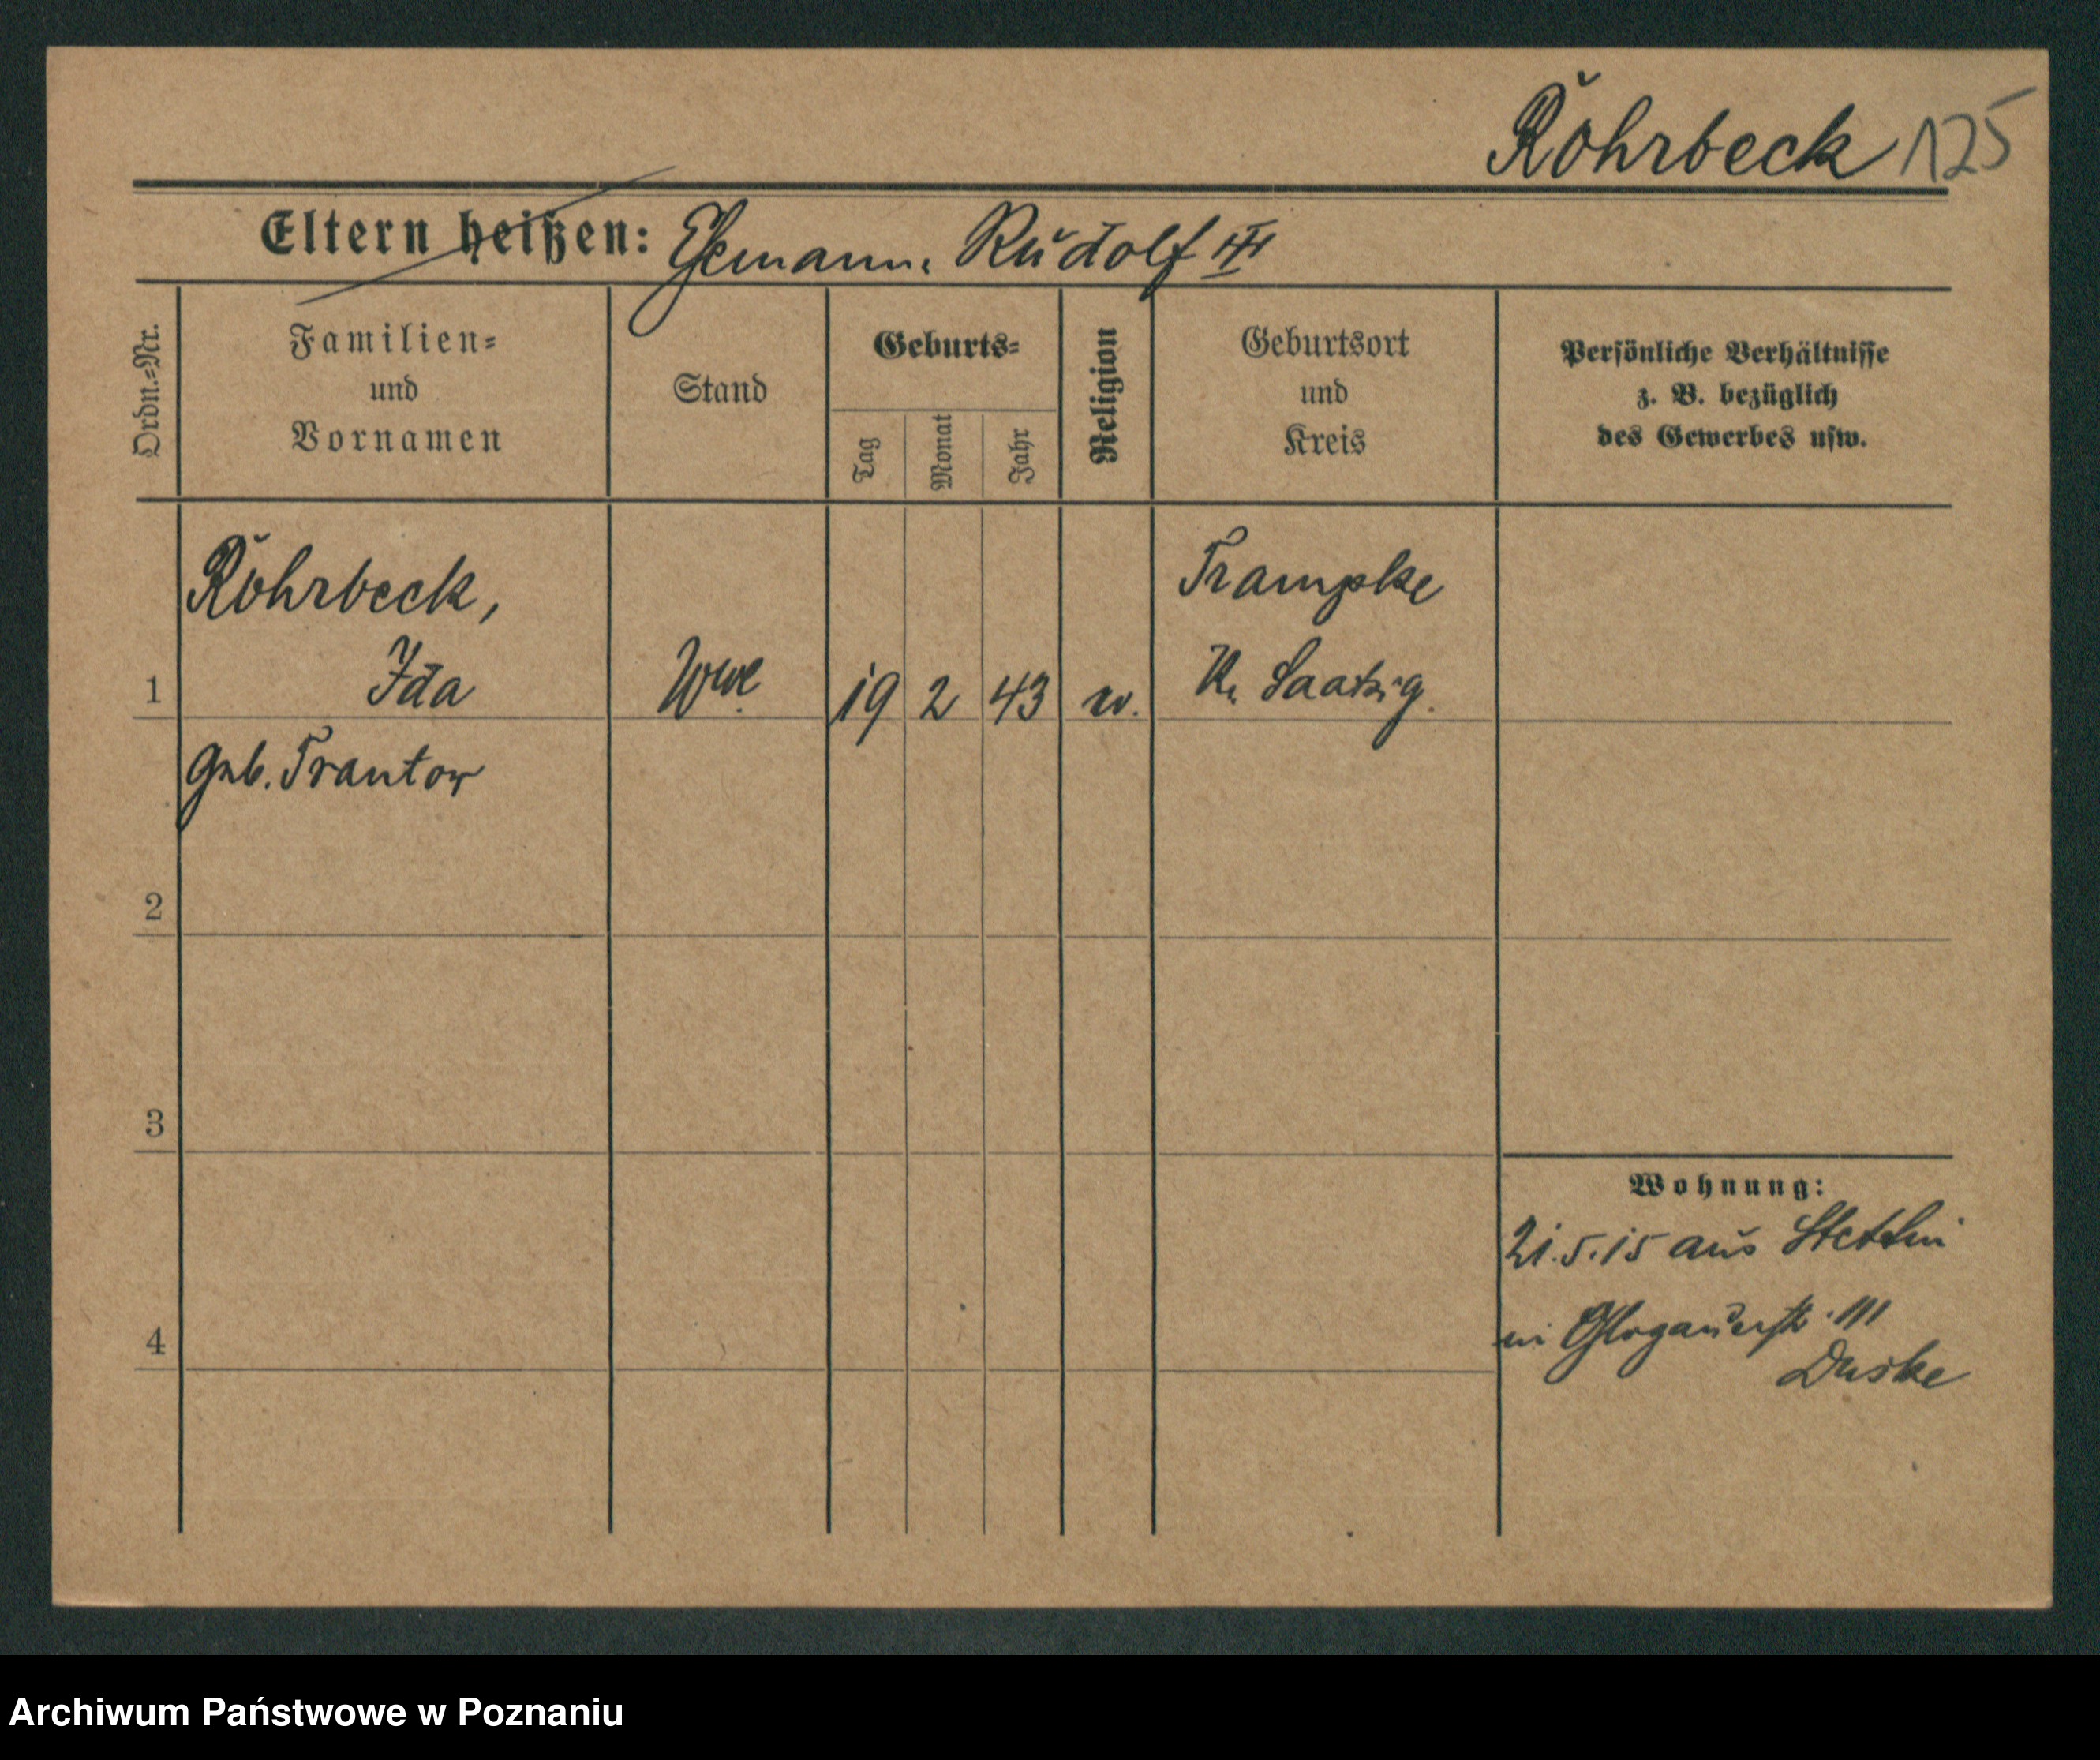 Röhrbeck 125
Eltern heißen: Ehemann. Rudolf III
Ordn.-Nr.
Familien-
und
Vornamen
Stand
Geburts-
Tag
Monat
Jahr
Religion
Geburtsort
und
Kreis
Persönliche Verhältnisse
z. B. bezüglich
des Gewerbes usw.
Röhrbeck,
Trampke
1 Ida Wwe. 19 2 43 ev. Kr. Saatzig.
geb. Trantow
2
3
Wohnung:
21.5.15 aus Stettin
4
in Glogauerstr. 111
Duske
Archiwum Państwowe w Poznaniu